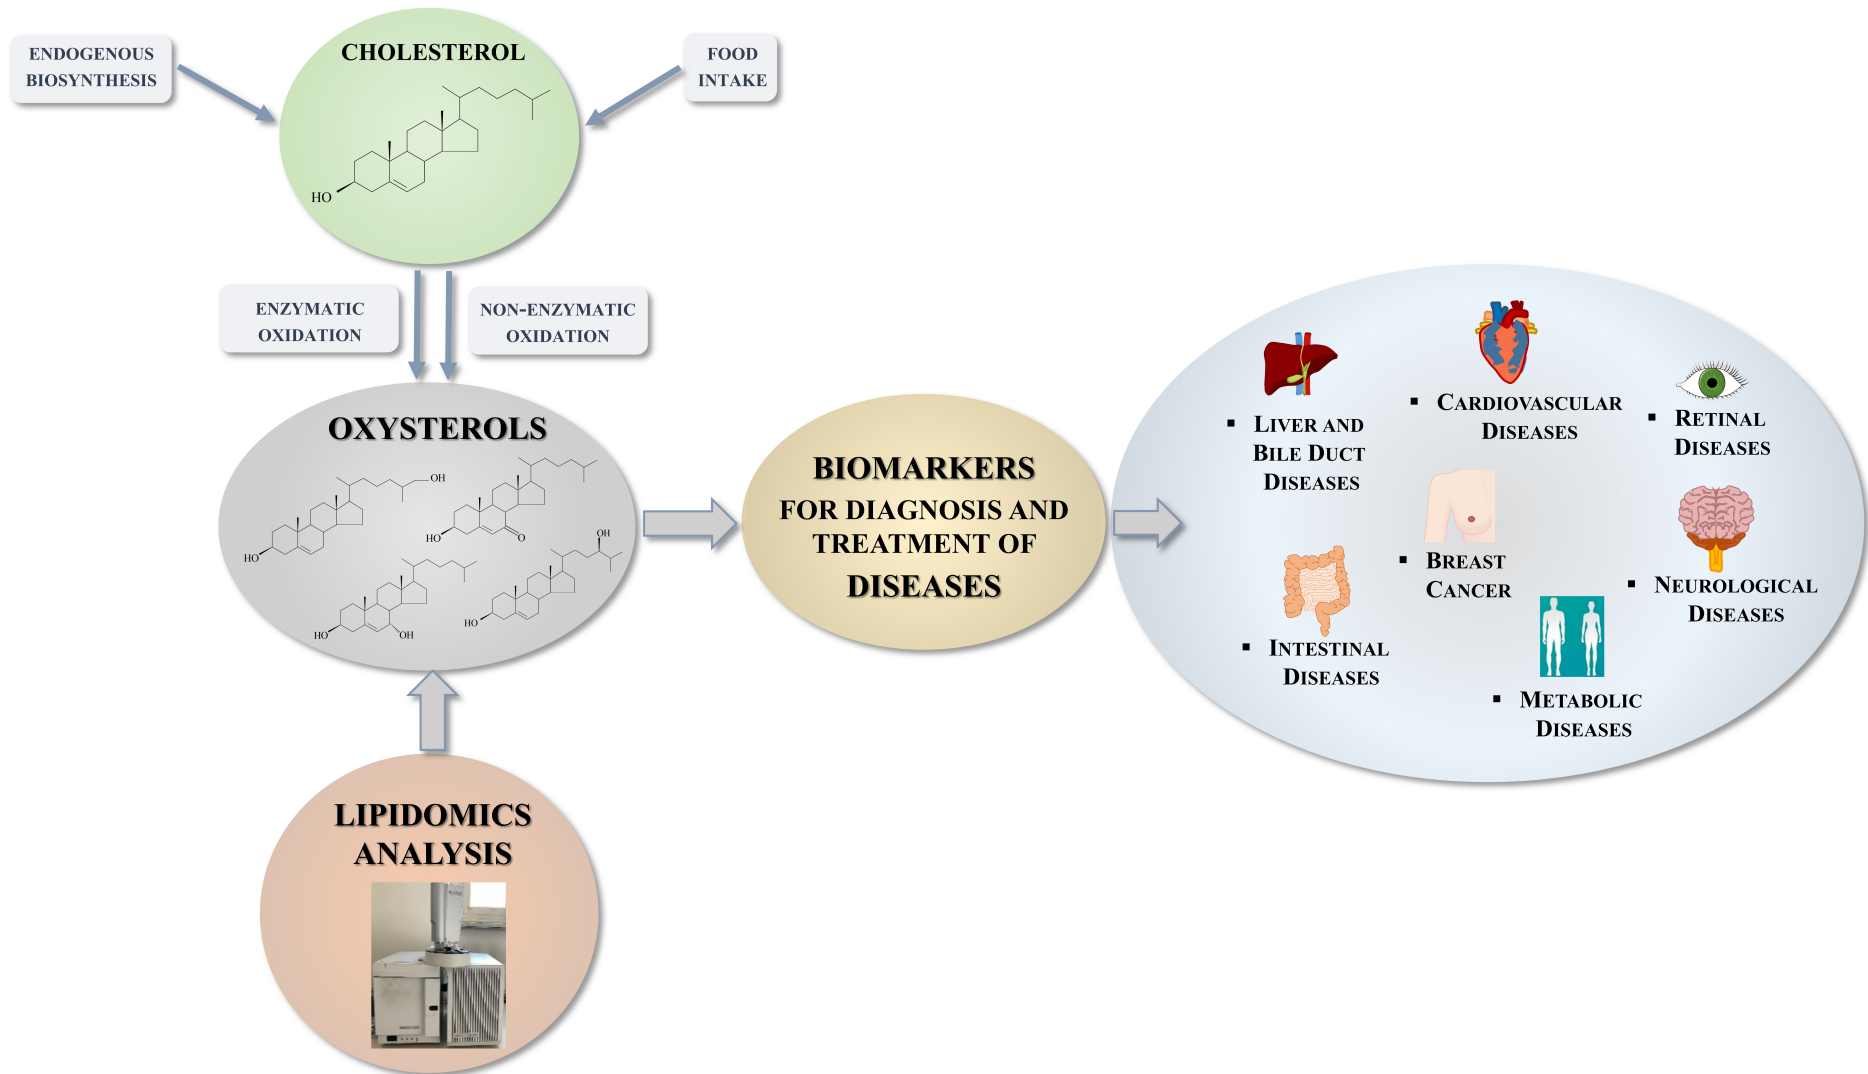 ENDOGENOUS
BIOSYNTHESIS
CHOLESTEROL
HO
FOOD
INTAKE
ENZYMATIC
OXIDATION
NON-ENZYMATIC
OXIDATION
OXYSTEROLS
OH
HO
HO
O
HO
OH
OH
HO
LIPIDOMICS
ANALYSIS
BIOMARKERS
FOR DIAGNOSIS AND
TREATMENT OF
DISEASES
▪ LIVER AND
BILE DUCT
DISEASES
▪ CARDIOVASCULAR
DISEASES
▪ RETINAL
DISEASES
▪ BREAST
CANCER
▪ NEUROLOGICAL
DISEASES
▪ INTESTINAL
DISEASES
▪ METABOLIC
DISEASES